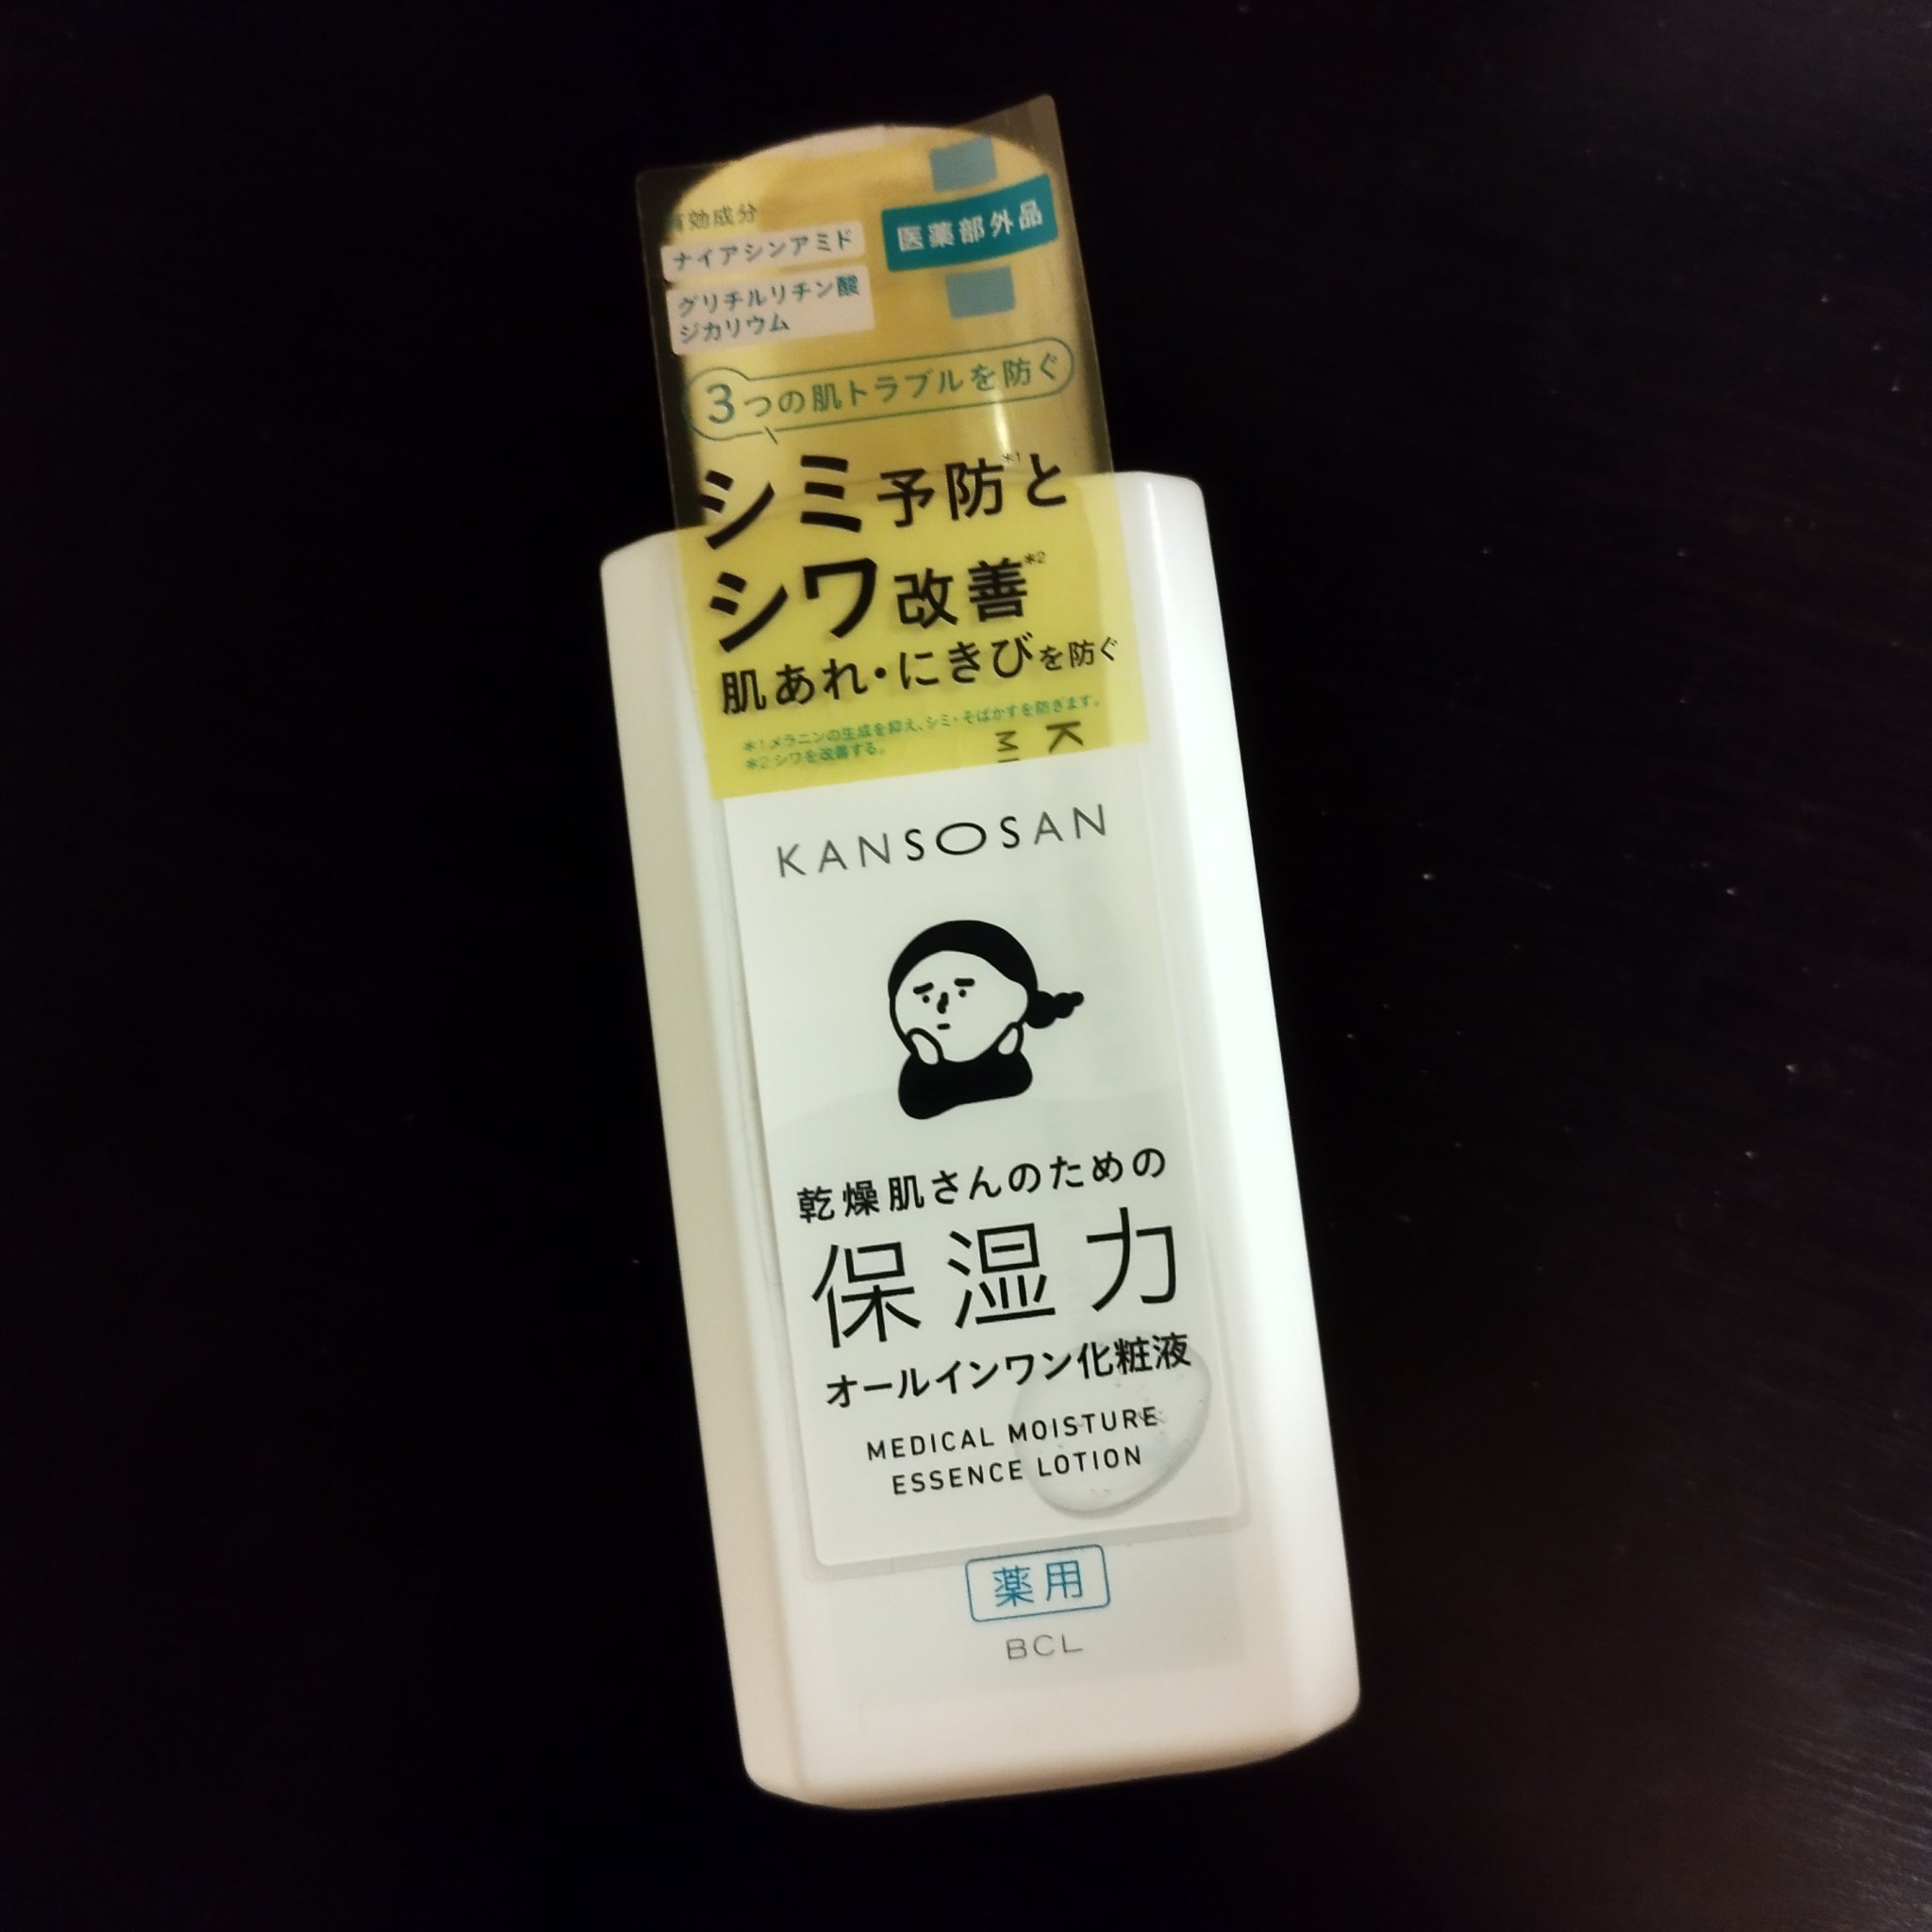 有効成分
ナイアシンアミド
グリチルリチン酸
ジカリウム
医薬部外品
3つの肌トラブルを防ぐ
シミ予防*1と
シワ改善*2
肌あれ・にきびを防ぐ
*1メラニンの生成を抑え、シミ・そばかすを防ぎます。
*2シワを改善する。
KANSOSAN
乾燥肌さんのための
保湿力
オールインワン化粧液
MEDICAL MOISTURE
ESSENCE LOTION
薬用
BCL